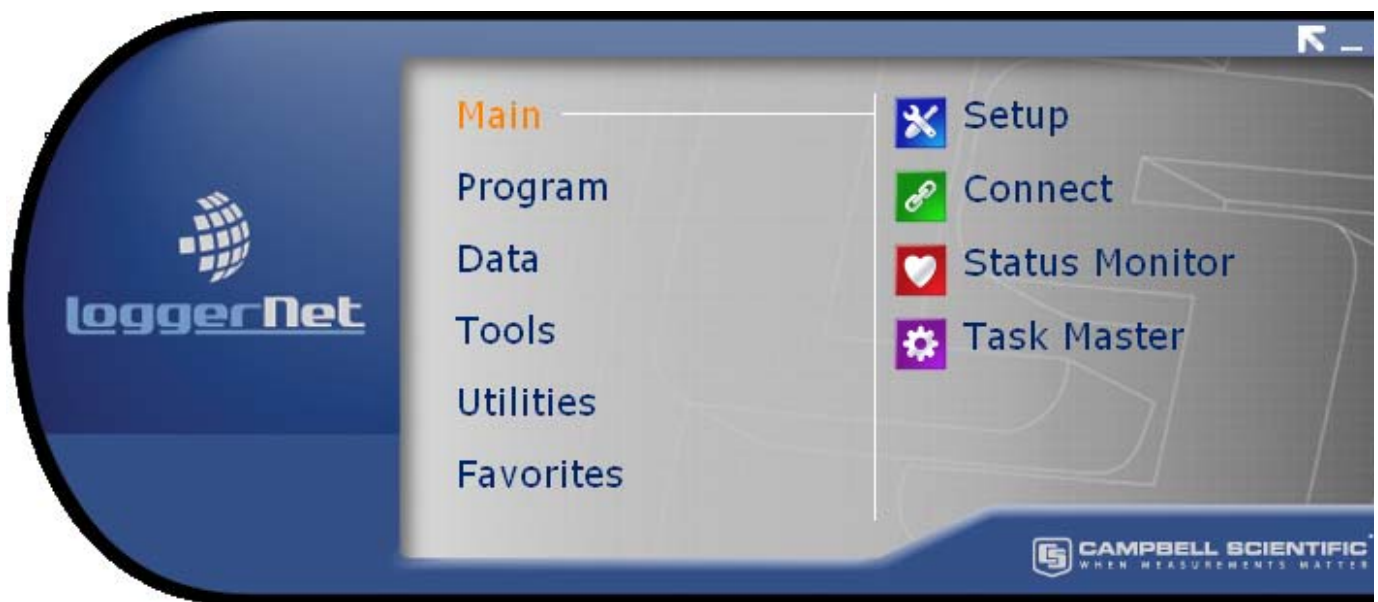 loggerNet
Main
Program
Data
Tools
Utilities
Favorites
Setup
Connect
Status Monitor
Task Master
CAMPBELL SCIENTIFIC
WHEN MEASUREMENTS MATTER